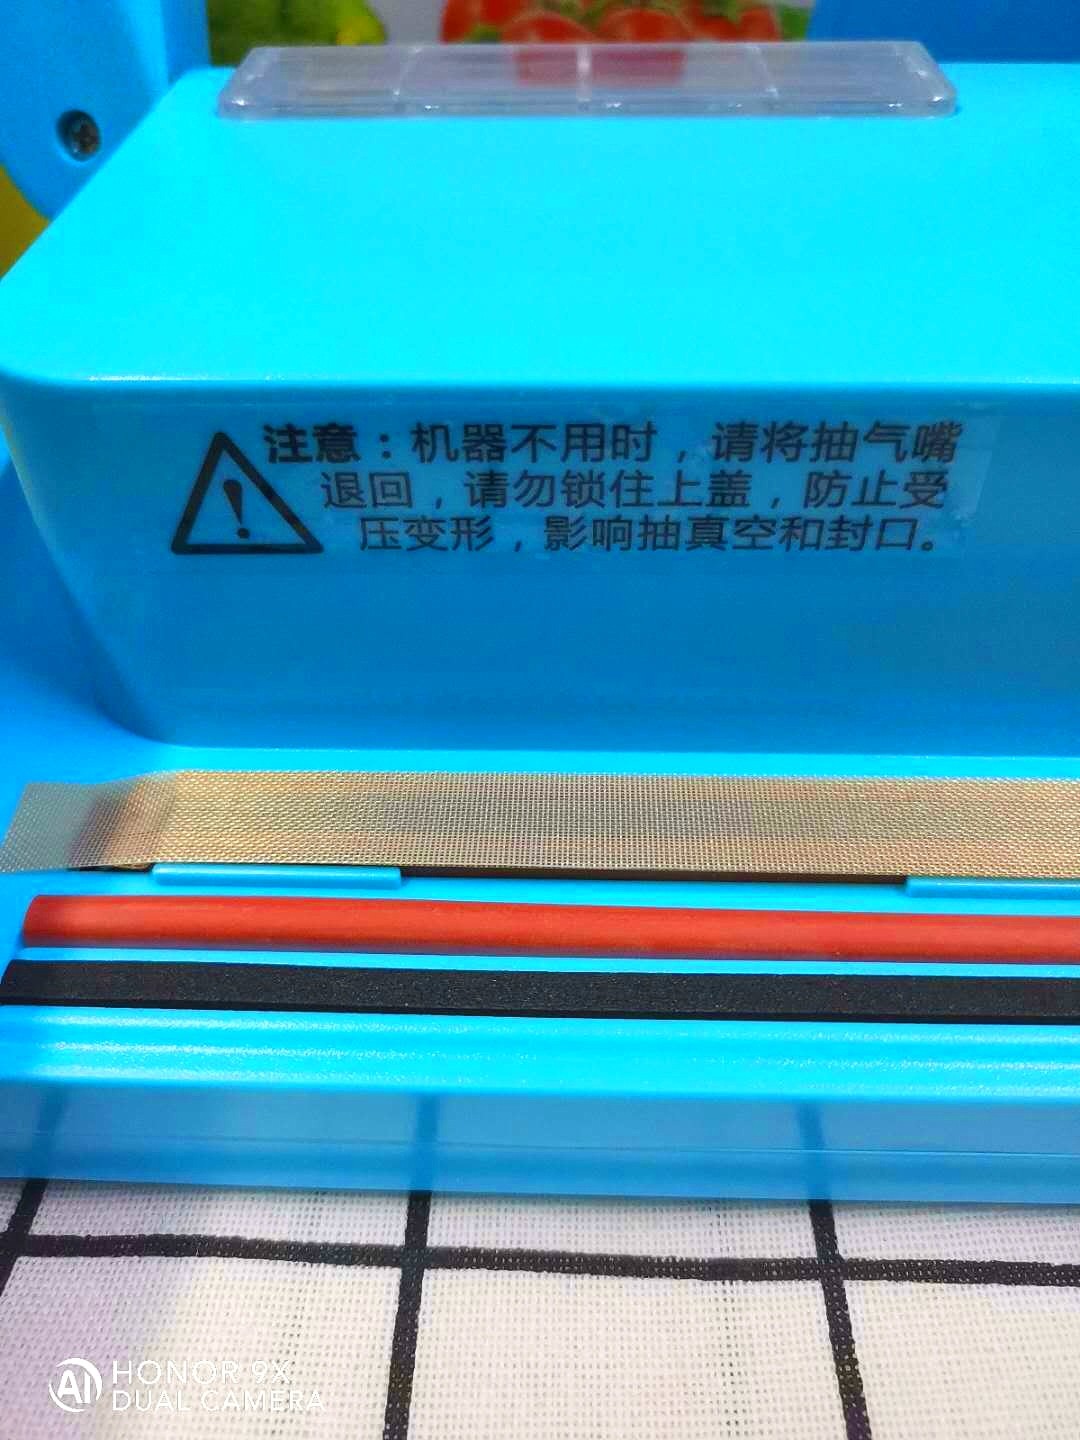 注意：机器不用时，请将抽气嘴
退回，请勿锁住上盖，防止受
压变形，影响抽真空和封口。
AI HONOR 9X
DUAL CAMERA